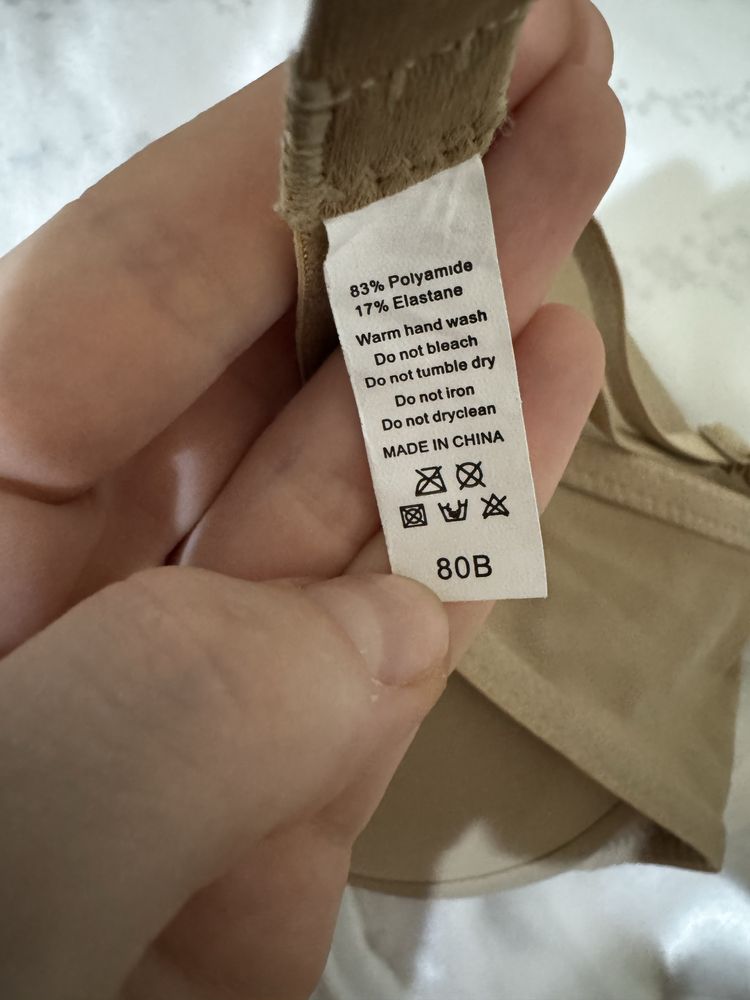 83% Polyamide
17% Elastane
Warm hand wash
Do not bleach
Do not tumble dry
Do not iron
Do not dryclean
MADE IN CHINA
80B